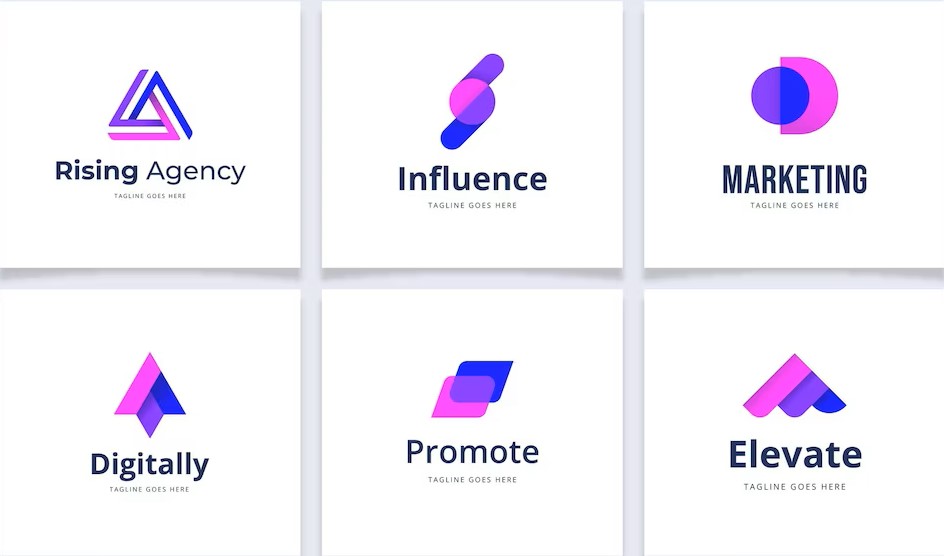 Rising Agency
TAGLINE GOES HERE
Influence
TAGLINE GOES HERE
MARKETING
TAGLINE GOES HERE
Digitally
TAGLINE GOES HERE
Promote
TAGLINE GOES HERE
Elevate
TAGLINE GOES HERE